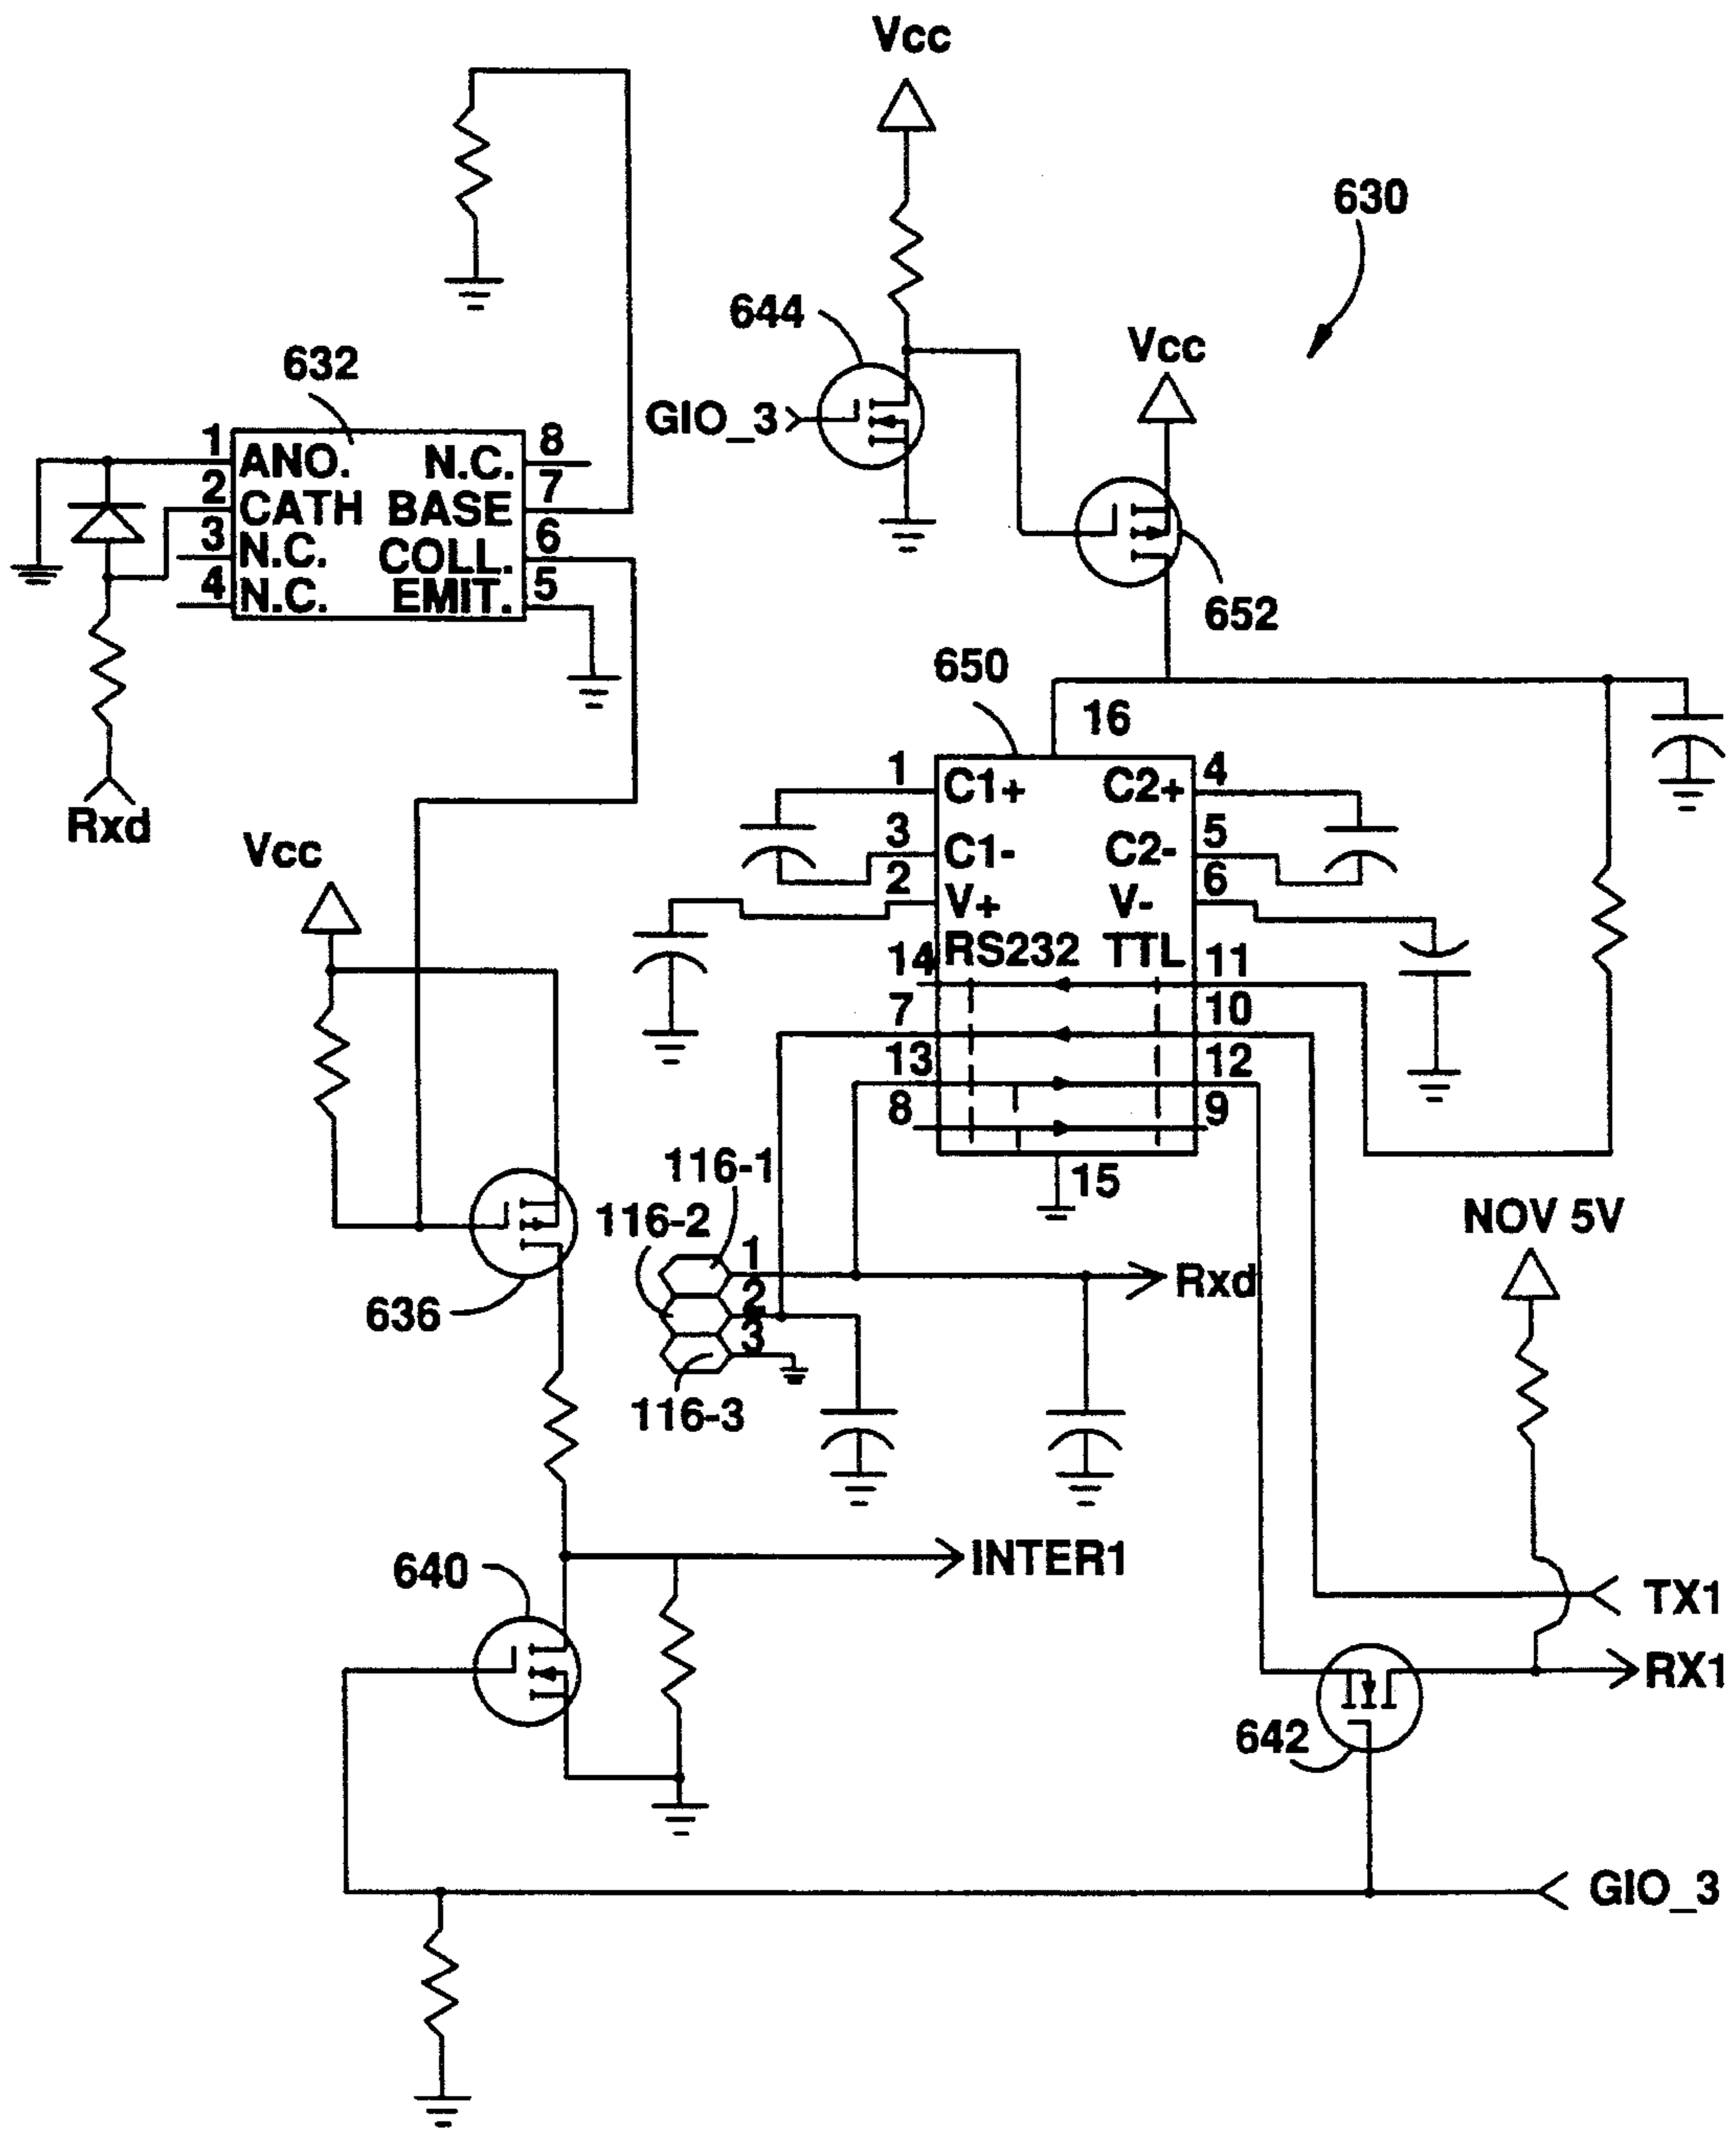 Vcc
630
644
Vcc
632
GIO_3
1 ANO. N.C. 8
2 CATH BASE 7
3 N.C. COLL. 6
4 N.C. EMIT. 5
652
650
16
Rxd
1 C1+ C2+ 4
Vcc
3 C1- C2- 5
2 V+ V- 6
RS232 TTL
14 11
7 10
13 12
8 9
116-1
15
116-2
NOV 5V
1
Rxd
2
636
3
116-3
INTER1
640
TX1
RX1
642
GIO_3